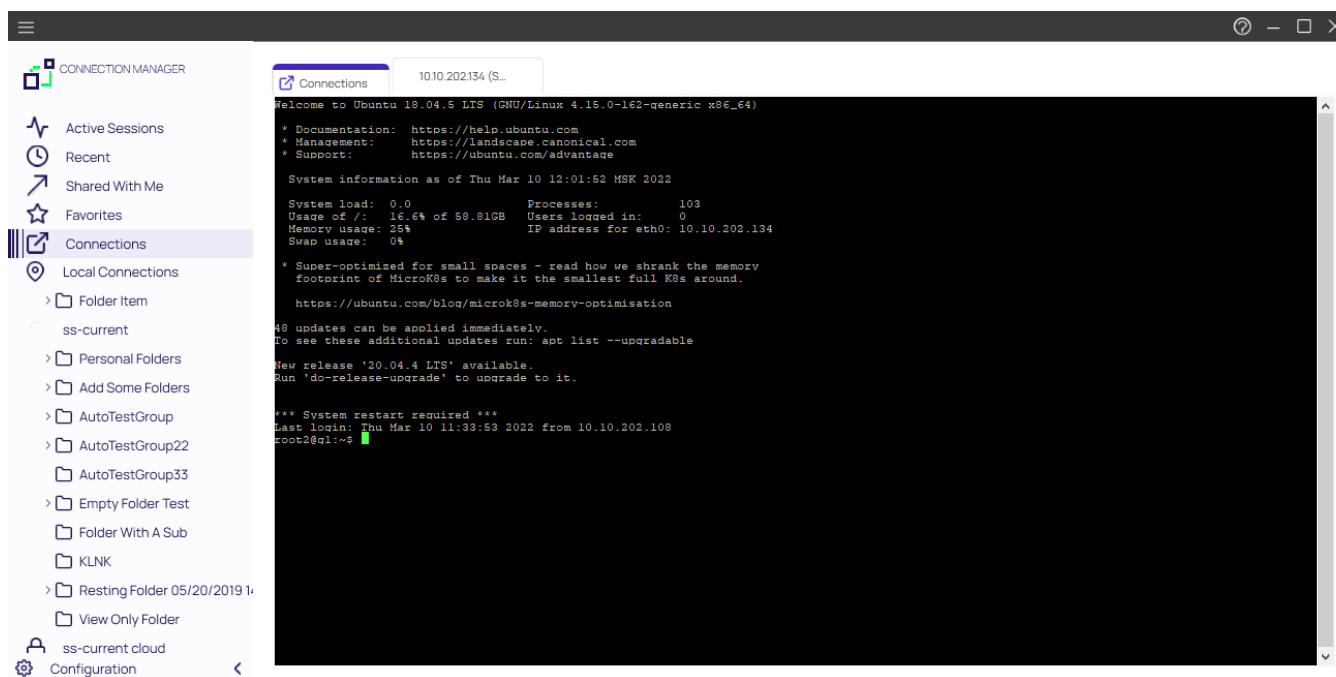 CONNECTION MANAGER
Active Sessions
Recent
Shared With Me
Favorites
Connections
Local Connections
Folder Item
ss-current
Personal Folders
Add Some Folders
AutoTestGroup
AutoTestGroup22
AutoTestGroup33
Empty Folder Test
Folder With A Sub
KLNK
Resting Folder 05/20/2019 14
View Only Folder
ss-current cloud
Configuration
Connections
10.10.202.134 (S...
Welcome to Ubuntu 18.04.5 LTS (GNU/Linux 4.15.0-162-generic x86_64)
* Documentation: https://help.ubuntu.com
* Management: https://landscape.canonical.com
* Support: https://ubuntu.com/advantage
System information as of Thu Mar 10 12:01:52 MSK 2022
System load: 0.0 Processes: 103
Usage of /: 16.6% of 58.81GB Users logged in: 0
Memory usage: 25% IP address for eth0: 10.10.202.134
Swap usage: 0%
* Super-optimized for small spaces - read how we shrank the memory
footprint of MicroK8s to make it the smallest full K8s around.
https://ubuntu.com/blog/microk8s-memory-optimisation
48 updates can be applied immediately.
To see these additional updates run: apt list --upgradable
New release '20.04.4 LTS' available.
Run 'do-release-upgrade' to upgrade to it.
*** System restart required ***
Last login: Thu Mar 10 11:33:53 2022 from 10.10.202.108
root2@gl:~$